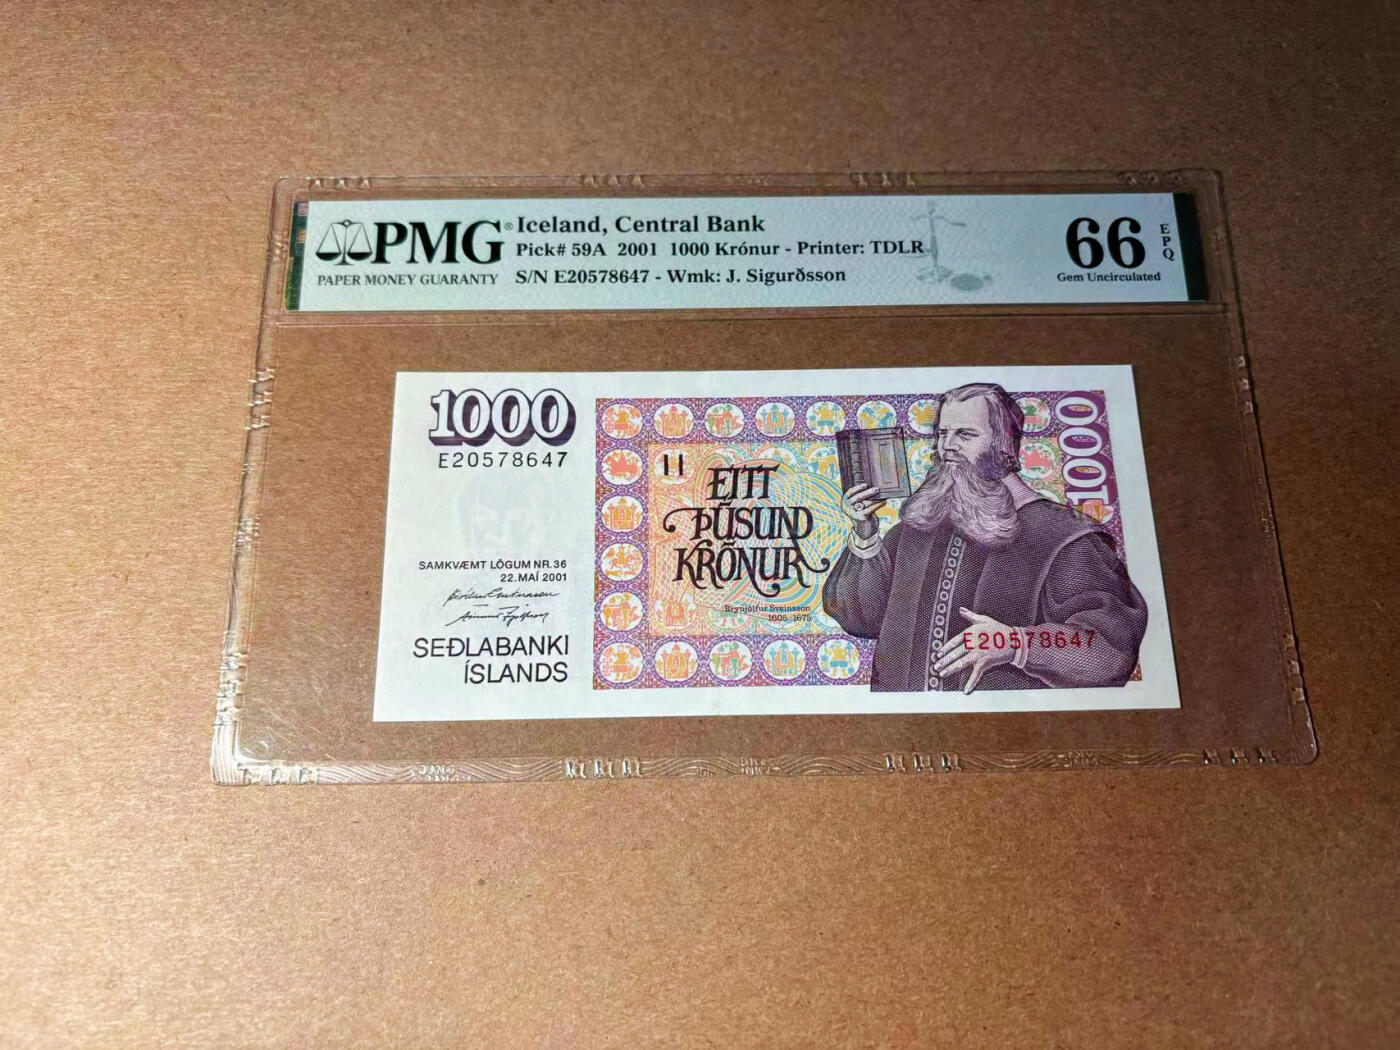 PMG®
PAPER MONEY GUARANTY
Iceland, Central Bank
Pick# 59A 2001 1000 Krónur - Printer: TDLR
S/N E20578647 - Wmk: J. Sigurðsson
66
EPQ
Gem Uncirculated
1000
E20578647
SAMKVÆMT LÖGUM NR. 36
22. MAÍ 2001
SEÐLABANKI
ÍSLANDS
EITT
ÞÚSUND
KRÓNUR
Brynjólfur Sveinsson
1605 1675
1000
E20578647